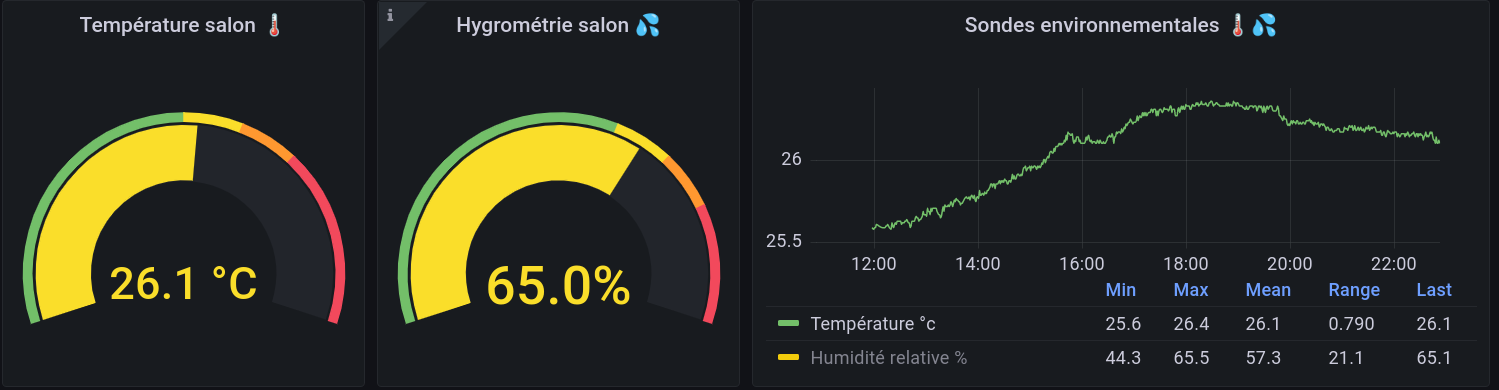 Température salon 🌡️
i
Hygrométrie salon 💦
Sondes environnementales 🌡️💦
26.1 °C
65.0%
26
25.5
12:00 14:00 16:00 18:00 20:00 22:00
Min Max Mean Range Last
Température °c 25.6 26.4 26.1 0.790 26.1
Humidité relative % 44.3 65.5 57.3 21.1 65.1